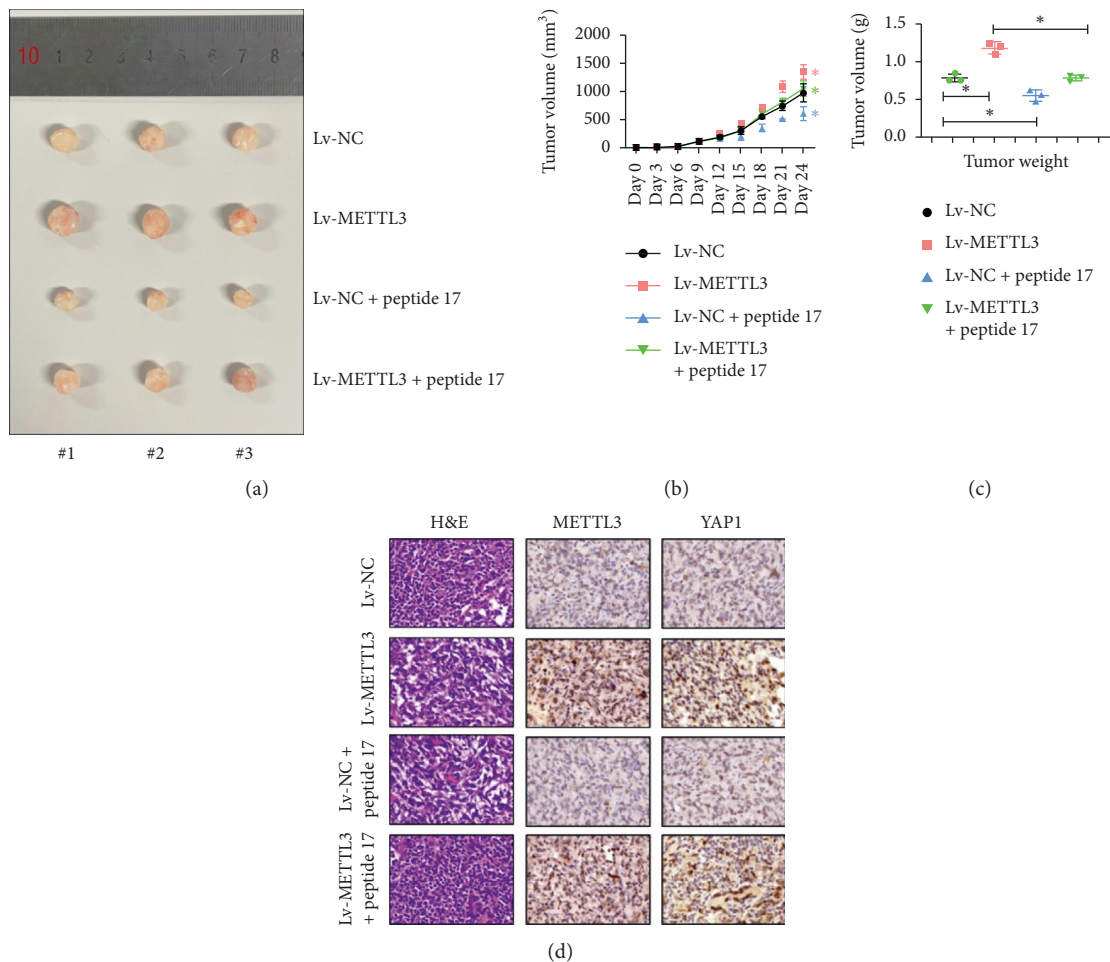 10 1 2 3 4 5 6 7 8
Lv-NC
Lv-METTL3
Lv-NC + peptide 17
Lv-METTL3 + peptide 17
#1 #2 #3
(a)
Tumor volume (mm³)
2000
1500
1000
500
0
Day 0
Day 3
Day 6
Day 9
Day 12
Day 15
Day 18
Day 21
Day 24
*
*
*
Lv-NC
Lv-METTL3
Lv-NC + peptide 17
Lv-METTL3
+ peptide 17
(b)
Tumor volume (g)
1.5
1.0
0.5
0.0
*
*
*
Tumor weight
Lv-NC
Lv-METTL3
Lv-NC + peptide 17
Lv-METTL3
+ peptide 17
(c)
H&E METTL3 YAP1
Lv-NC
Lv-METTL3
Lv-NC +
peptide 17
Lv-METTL3
+ peptide 17
(d)